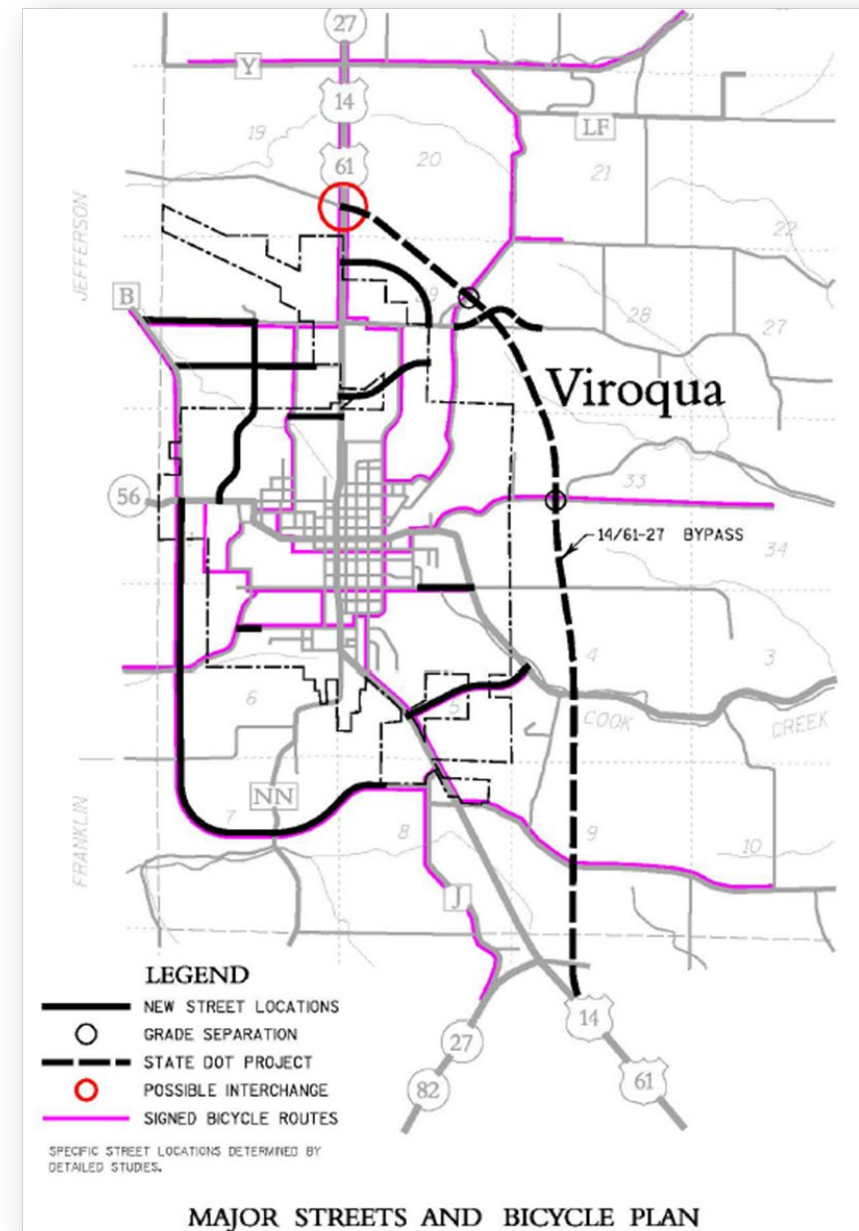 27
Y
14
LF
19
61
20
21
JEFFERSON
22
B
29
28
27
Viroqua
56
33
14/61-27 BYPASS
34
4
3
6
5
COOK
CREEK
NN
FRANKLIN
7
8
9
10
J
LEGEND
NEW STREET LOCATIONS
GRADE SEPARATION
STATE DOT PROJECT
POSSIBLE INTERCHANGE
SIGNED BICYCLE ROUTES
14
27
61
82
SPECIFIC STREET LOCATIONS DETERMINED BY
DETAILED STUDIES.
MAJOR STREETS AND BICYCLE PLAN